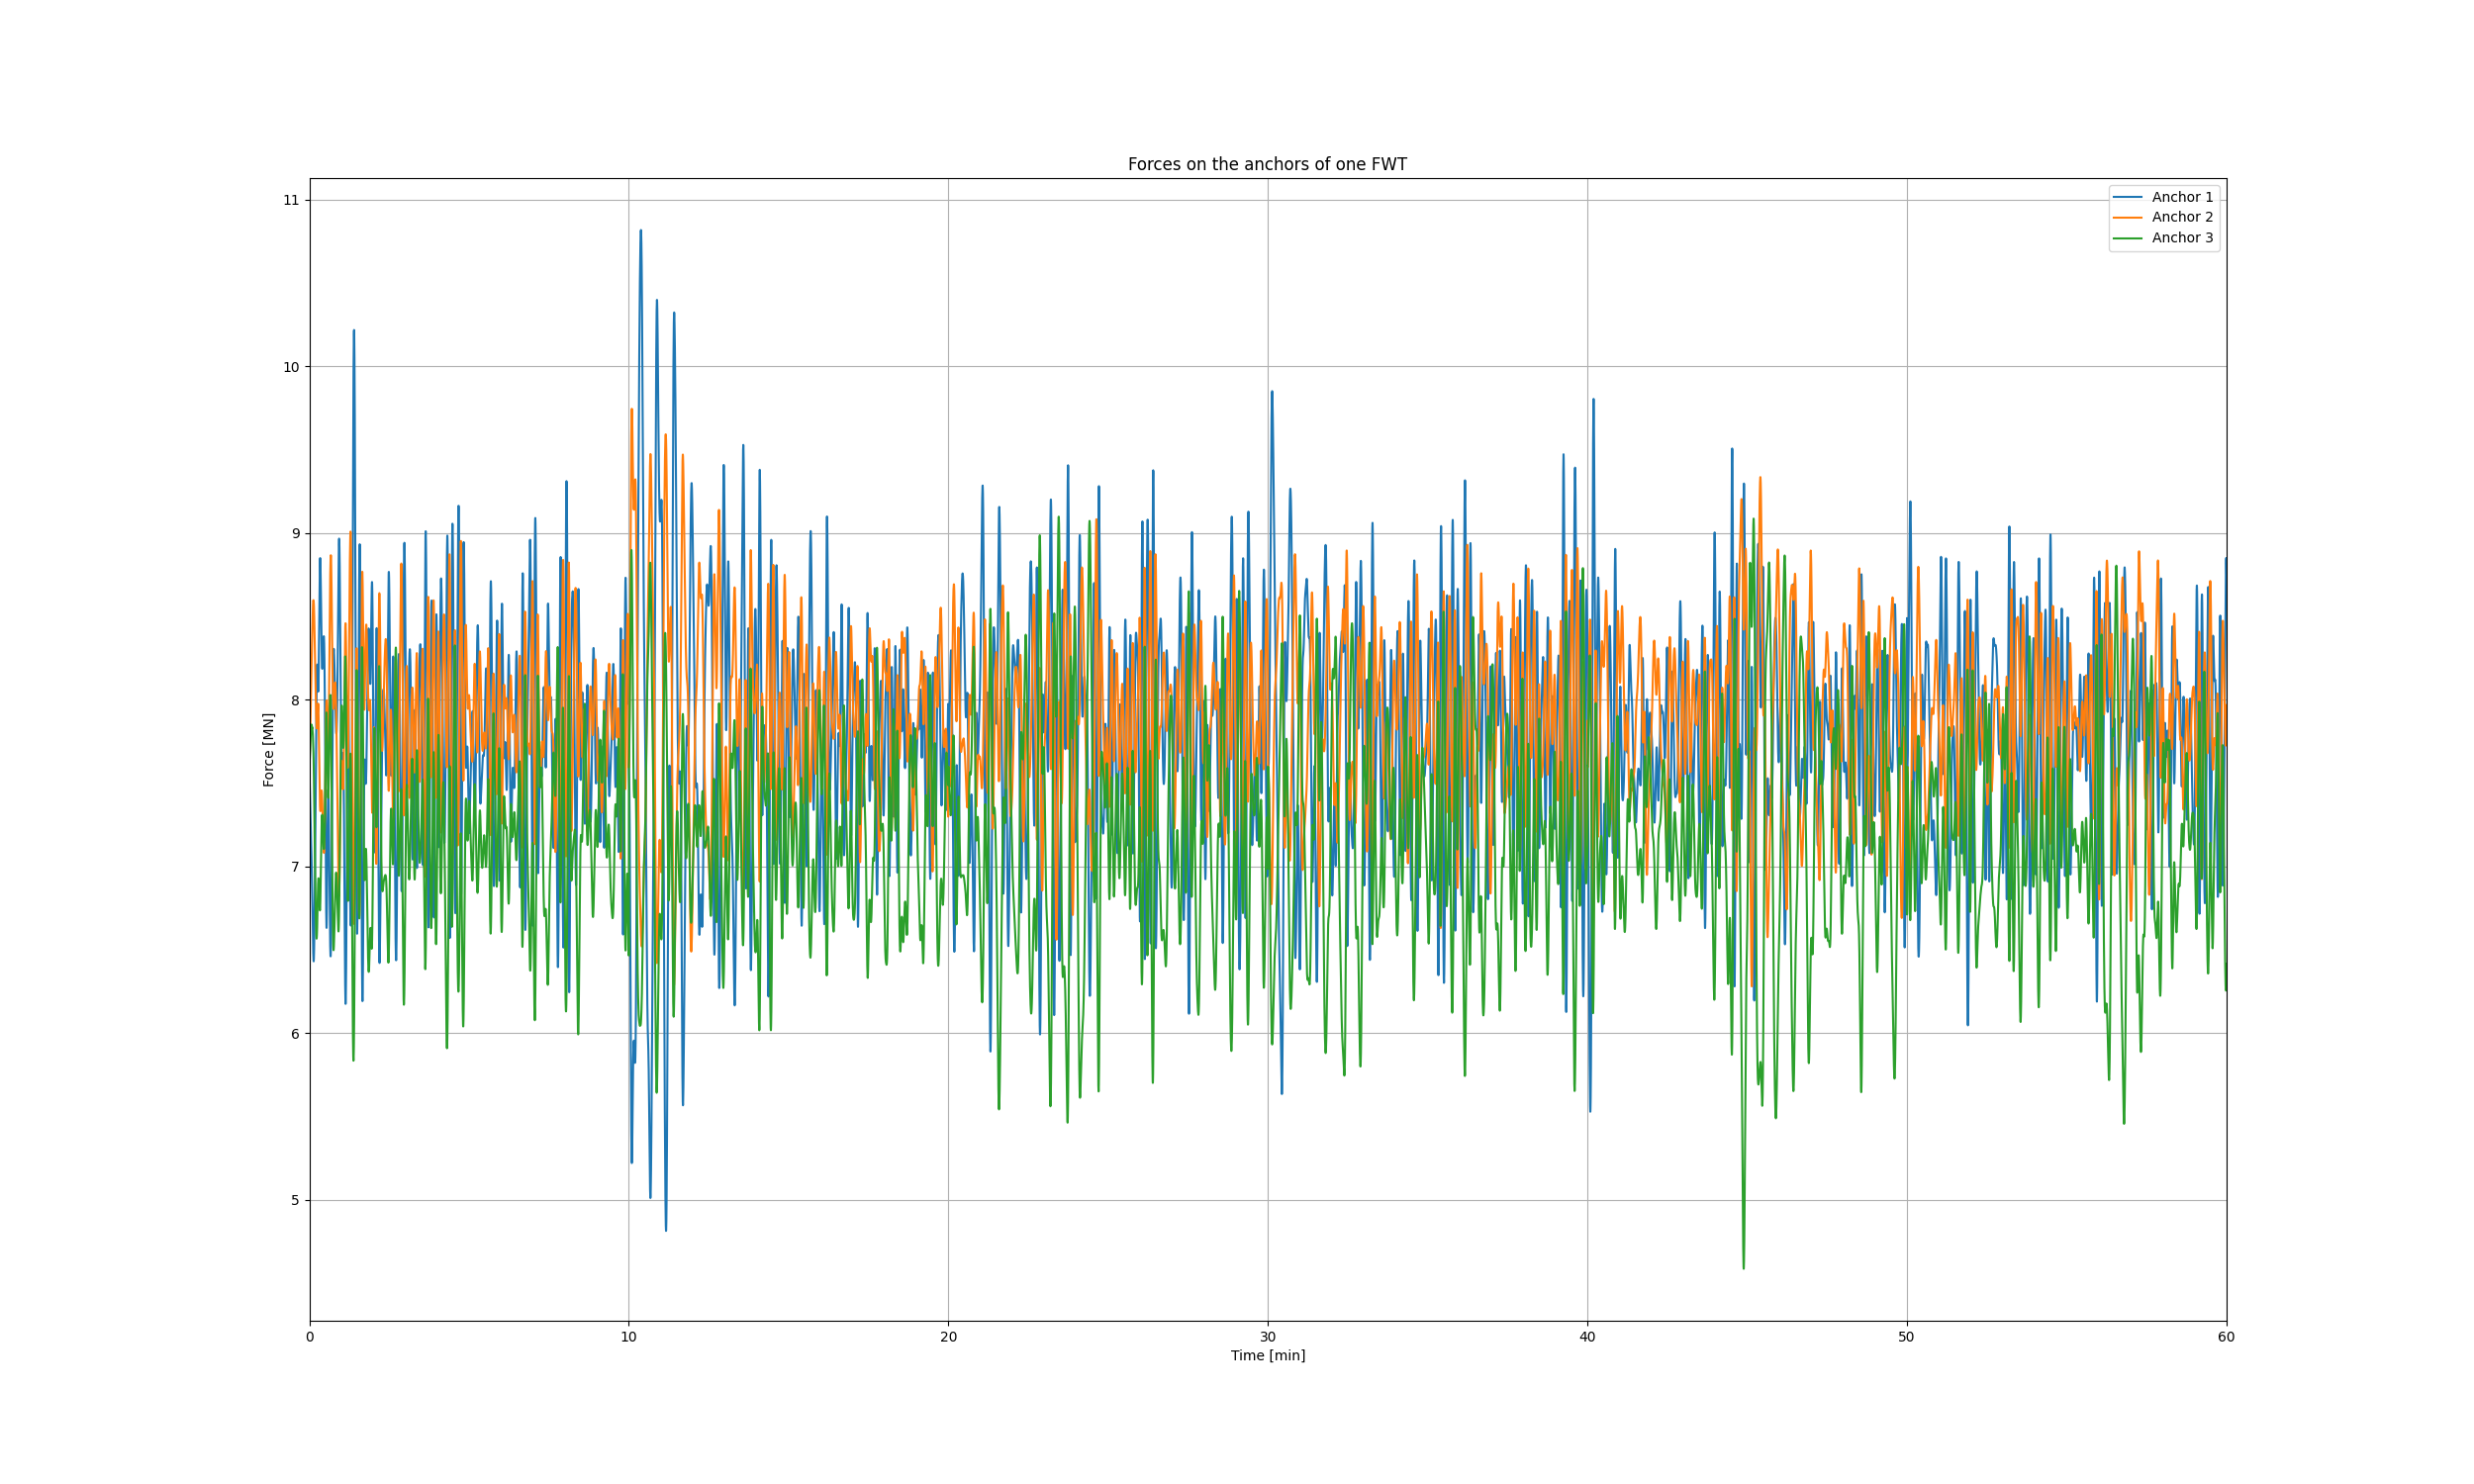 Forces on the anchors of one FWT
Anchor 1
Anchor 2
Anchor 3
Force [MN]
11
10
9
8
7
6
5
0 10 20 30 40 50 60
Time [min]